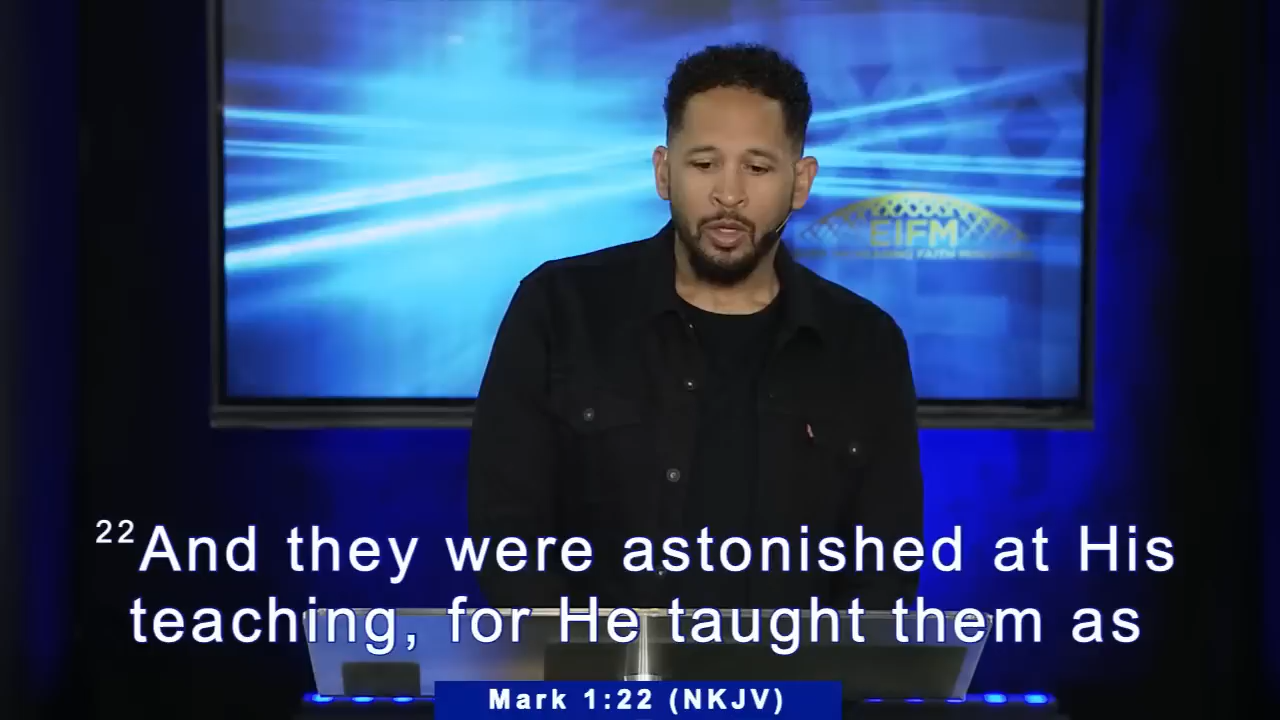 EIFM
²²And they were astonished at His
teaching, for He taught them as
Mark 1:22 (NKJV)